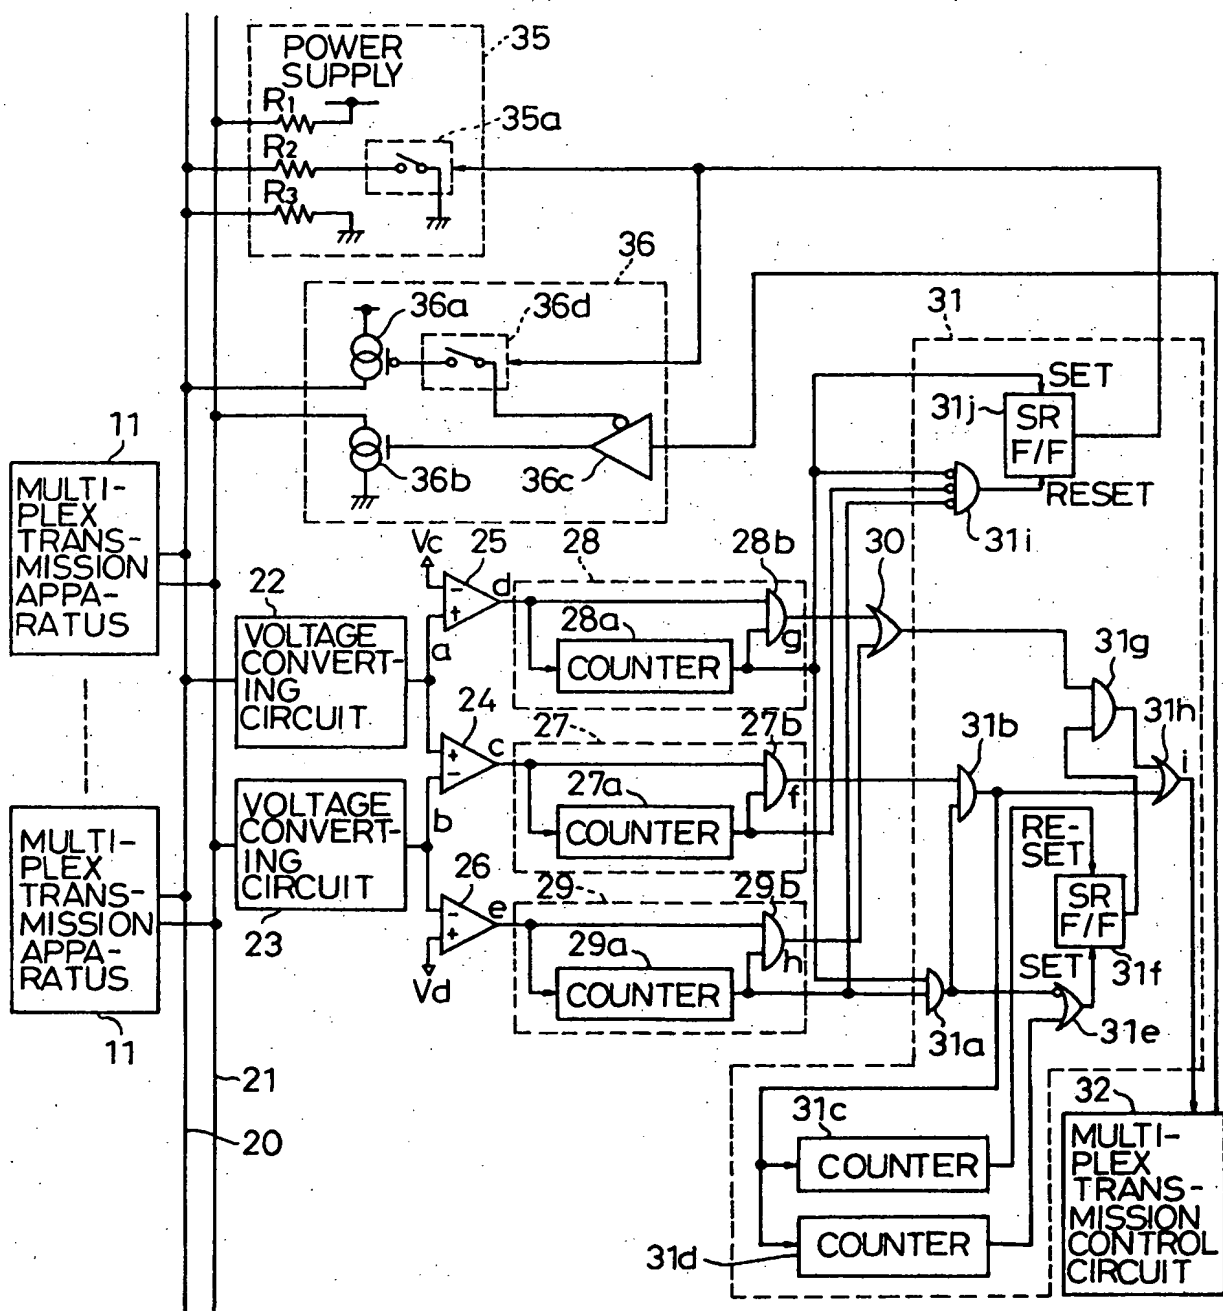 POWER
SUPPLY
35
R1
35a
R2
R3
36
36a
36d
31
SET
31j
SR
F/F
11
36b
36c
RESET
MULTI-
PLEX
TRANS-
MISSION
APPA-
RATUS
31i
Vc
25
28
28b
30
22
d
VOLTAGE
CONVERT-
ING
CIRCUIT
a
28a
COUNTER
g
31g
24
27
27b
31b
31h
c
i
VOLTAGE
CONVERT-
ING
CIRCUIT
b
27a
COUNTER
f
RE-
SET
MULTI-
PLEX
TRANS-
MISSION
APPA-
RATUS
26
29
29b
SR
F/F
e
23
29a
COUNTER
h
SET
31f
Vd
31a
31e
11
21
20
31c
COUNTER
32
MULTI-
PLEX
TRANS-
MISSION
CONTROL
CIRCUIT
31d
COUNTER